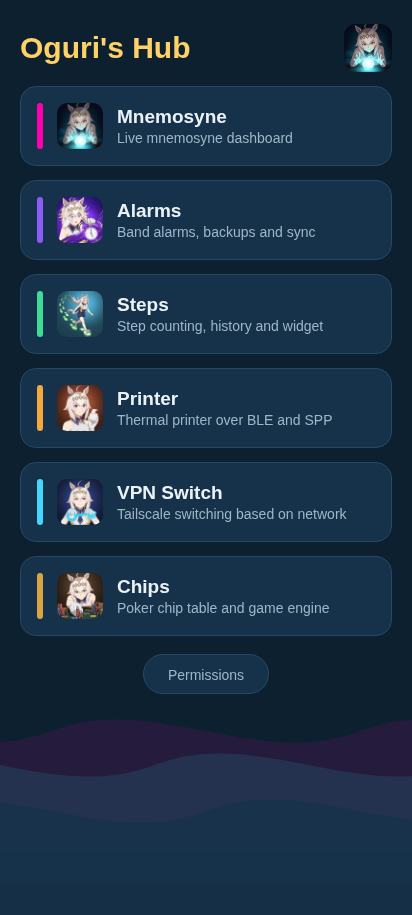 Oguri's Hub
Mnemosyne
Live mnemosyne dashboard
Alarms
Band alarms, backups and sync
Steps
Step counting, history and widget
Printer
Thermal printer over BLE and SPP
VPN Switch
Tailscale switching based on network
Chips
Poker chip table and game engine
Permissions